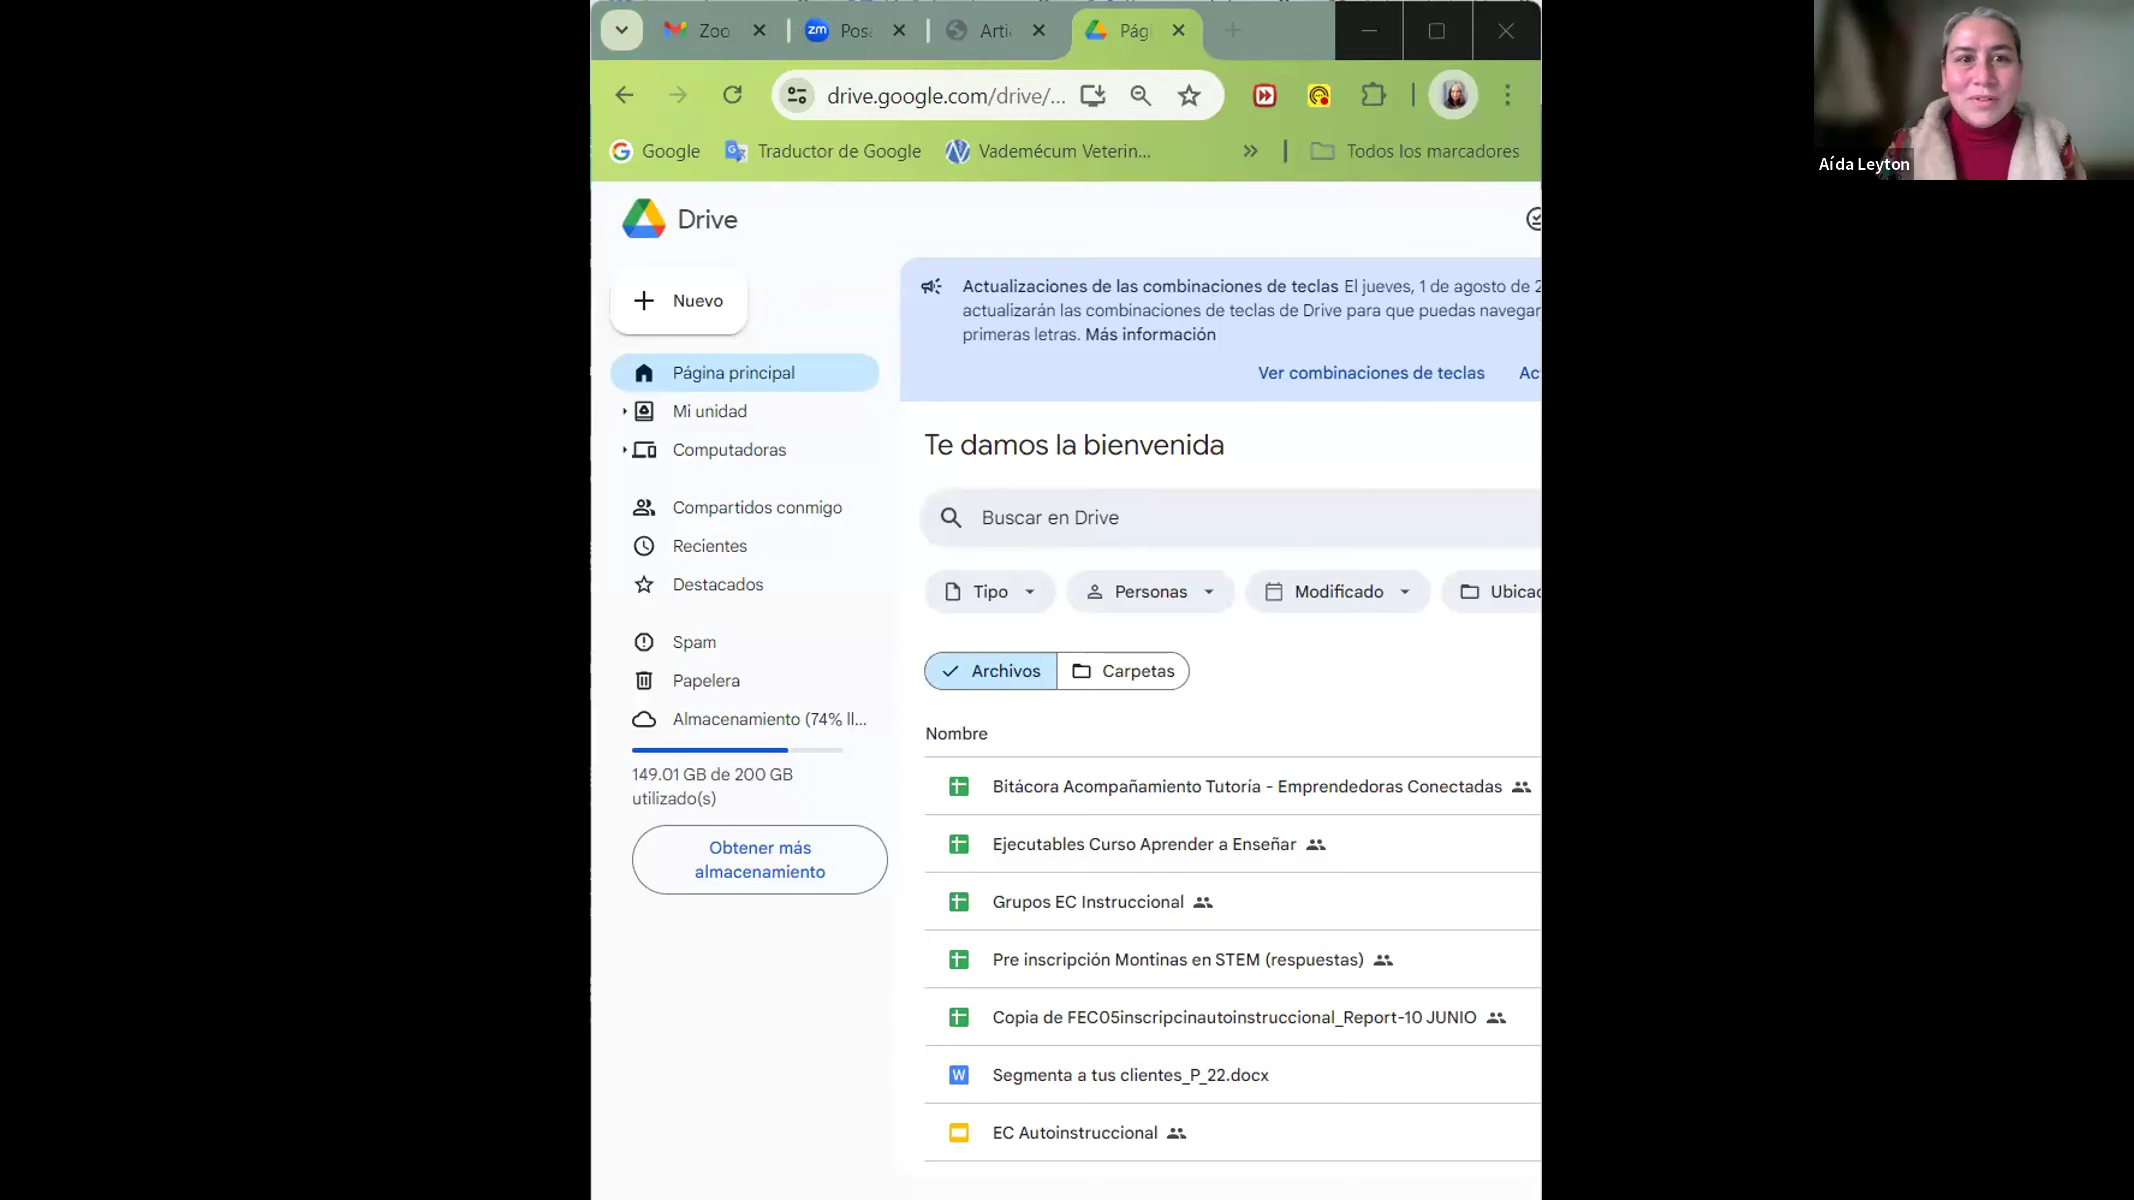 Zoo
Pos
Arti
Pági
drive.google.com/drive/...
Google
Traductor de Google
Vademécum Veterin...
Todos los marcadores
Aída Leyton
Drive
Nuevo
Actualizaciones de las combinaciones de teclas El jueves, 1 de agosto de
actualizarán las combinaciones de teclas de Drive para que puedas navegar
primeras letras. Más información
Ver combinaciones de teclas
Ac
Página principal
Mi unidad
Computadoras
Compartidos conmigo
Recientes
Destacados
Spam
Papelera
Almacenamiento (74% ll...
149.01 GB de 200 GB
utilizado(s)
Obtener más
almacenamiento
Te damos la bienvenida
Buscar en Drive
Tipo
Personas
Modificado
Ubicac
Archivos
Carpetas
Nombre
Bitácora Acompañamiento Tutoría - Emprendedoras Conectadas
Ejecutables Curso Aprender a Enseñar
Grupos EC Instruccional
Pre inscripción Montinas en STEM (respuestas)
Copia de FEC05inscripcinautoinstruccional_Report-10 JUNIO
W
Segmenta a tus clientes_P_22.docx
EC Autoinstruccional